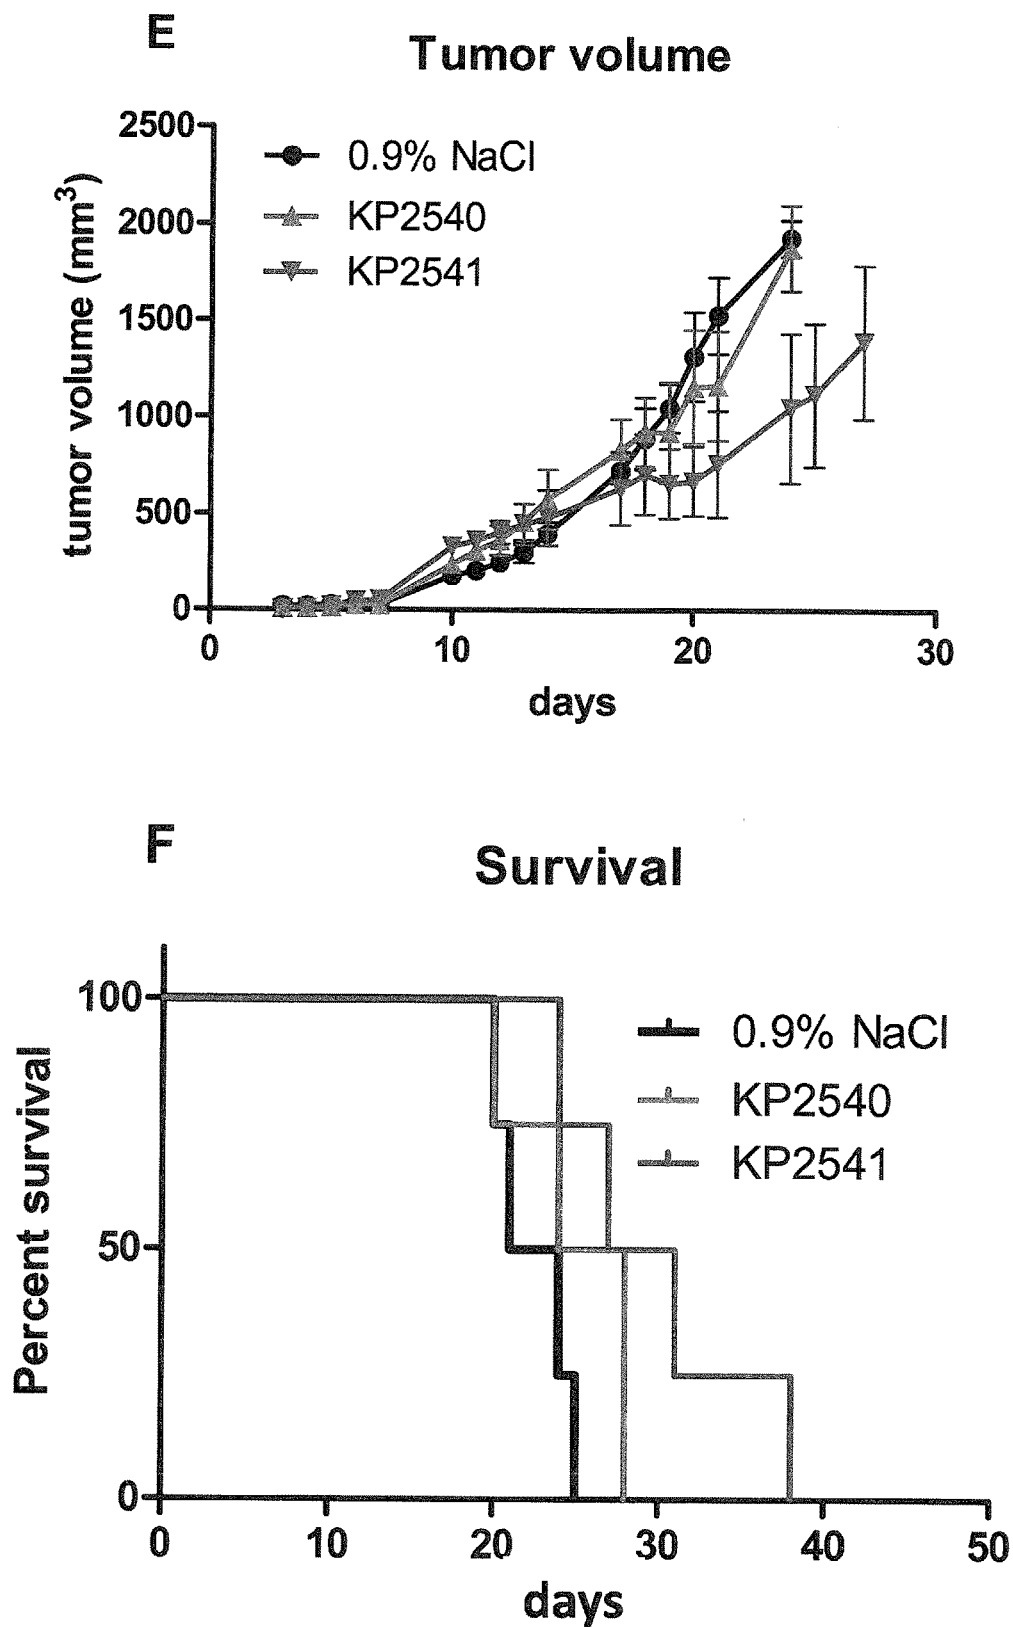 E
Tumor volume
2500
2000
1500
1000
500
0
tumor volume (mm³)
0.9% NaCl
KP2540
KP2541
0 10 20 30
days
F
Survival
100
50
0
Percent survival
0.9% NaCl
KP2540
KP2541
0 10 20 30 40 50
days